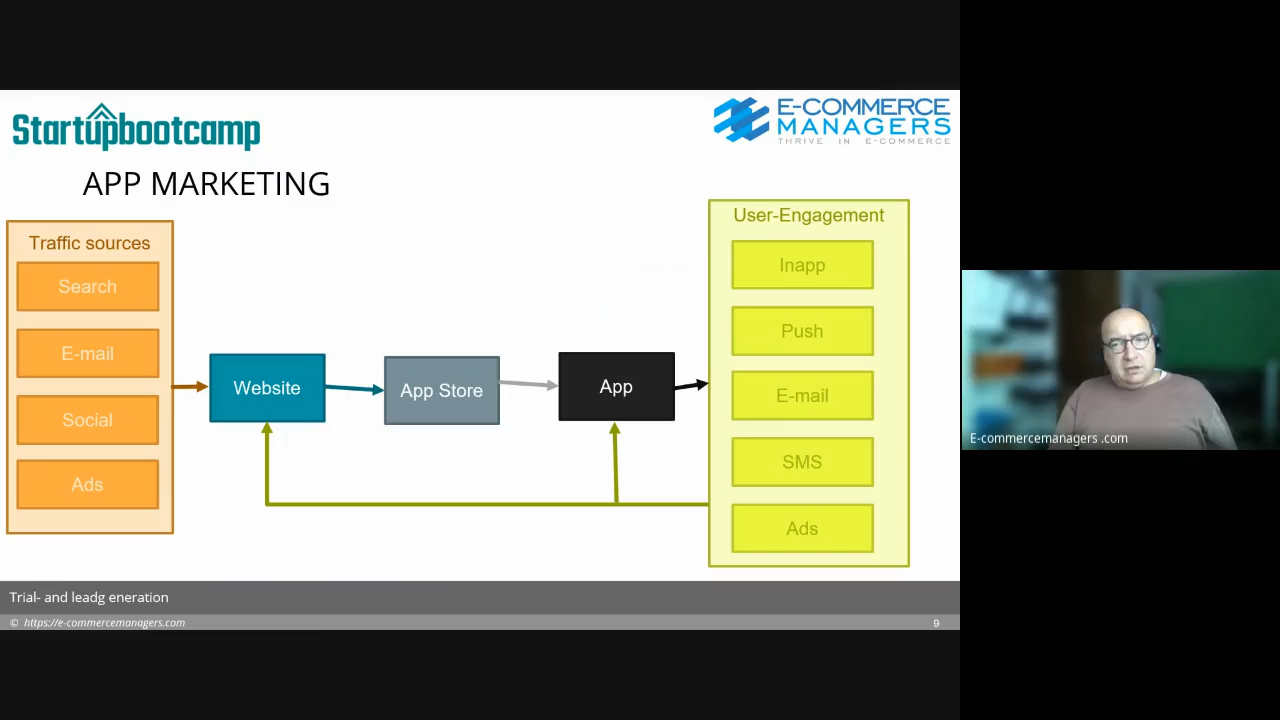 Startupbootcamp
E-COMMERCE
MANAGERS
THRIVE IN E-COMMERCE
APP MARKETING
Traffic sources
Search
E-mail
Social
Ads
Website
App Store
App
User-Engagement
Inapp
Push
E-mail
SMS
Ads
E-commercemanagers .com
Trial- and leadg eneration
© https://e-commercemanagers.com
9